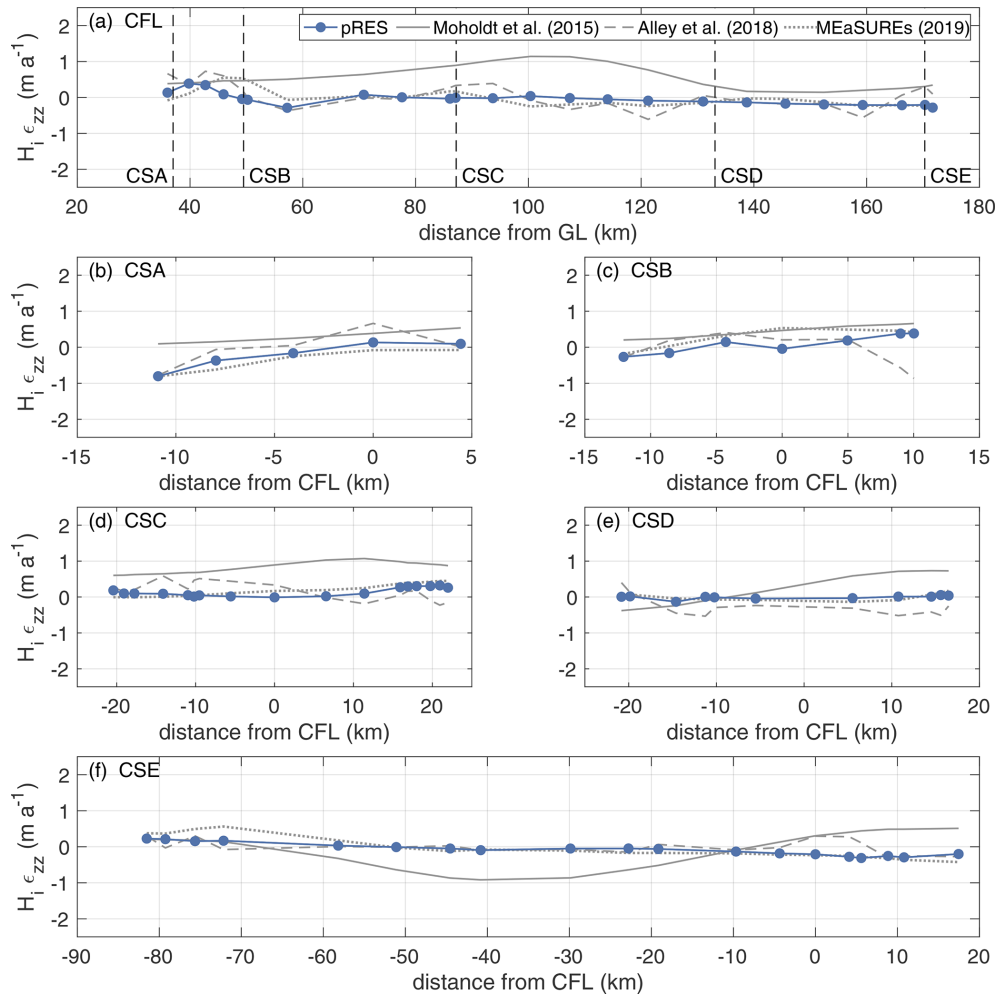 (a) CFL
pRES Moholdt et al. (2015) Alley et al. (2018) MEaSUREs (2019)
H_i ϵ_zz (m a⁻¹)
2
1
0
-1
-2
CSA CSB CSC CSD CSE
20 40 60 80 100 120 140 160 180
distance from GL (km)
(b) CSA
H_i ϵ_zz (m a⁻¹)
2
1
0
-1
-2
-15 -10 -5 0 5
distance from CFL (km)
(c) CSB
2
1
0
-1
-2
-15 -10 -5 0 5 10 15
distance from CFL (km)
(d) CSC
H_i ϵ_zz (m a⁻¹)
2
1
0
-1
-2
-20 -10 0 10 20
distance from CFL (km)
(e) CSD
2
1
0
-1
-2
-20 -10 0 10 20
distance from CFL (km)
(f) CSE
H_i ϵ_zz (m a⁻¹)
2
1
0
-1
-2
-90 -80 -70 -60 -50 -40 -30 -20 -10 0 10 20
distance from CFL (km)